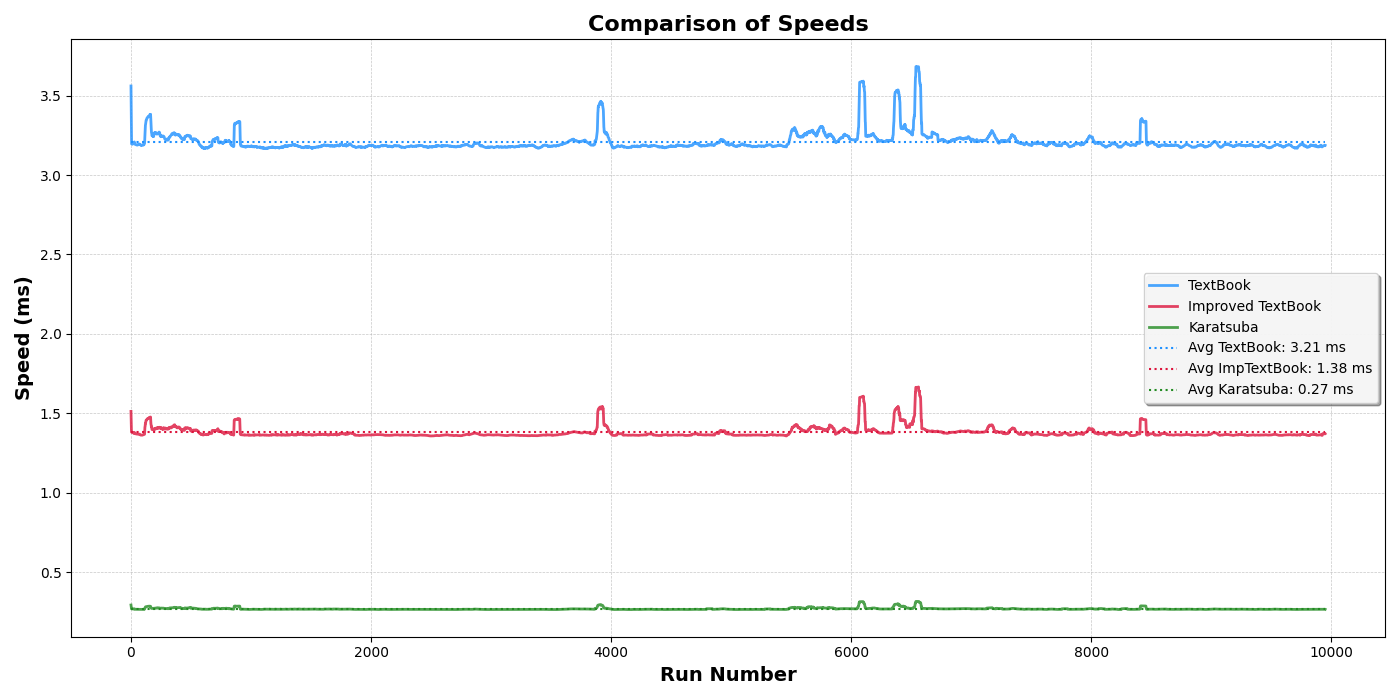 Comparison of Speeds
Speed (ms)
3.5
3.0
2.5
2.0
1.5
1.0
0.5
TextBook
Improved TextBook
Karatsuba
Avg TextBook: 3.21 ms
Avg ImpTextBook: 1.38 ms
Avg Karatsuba: 0.27 ms
0 2000 4000 6000 8000 10000
Run Number